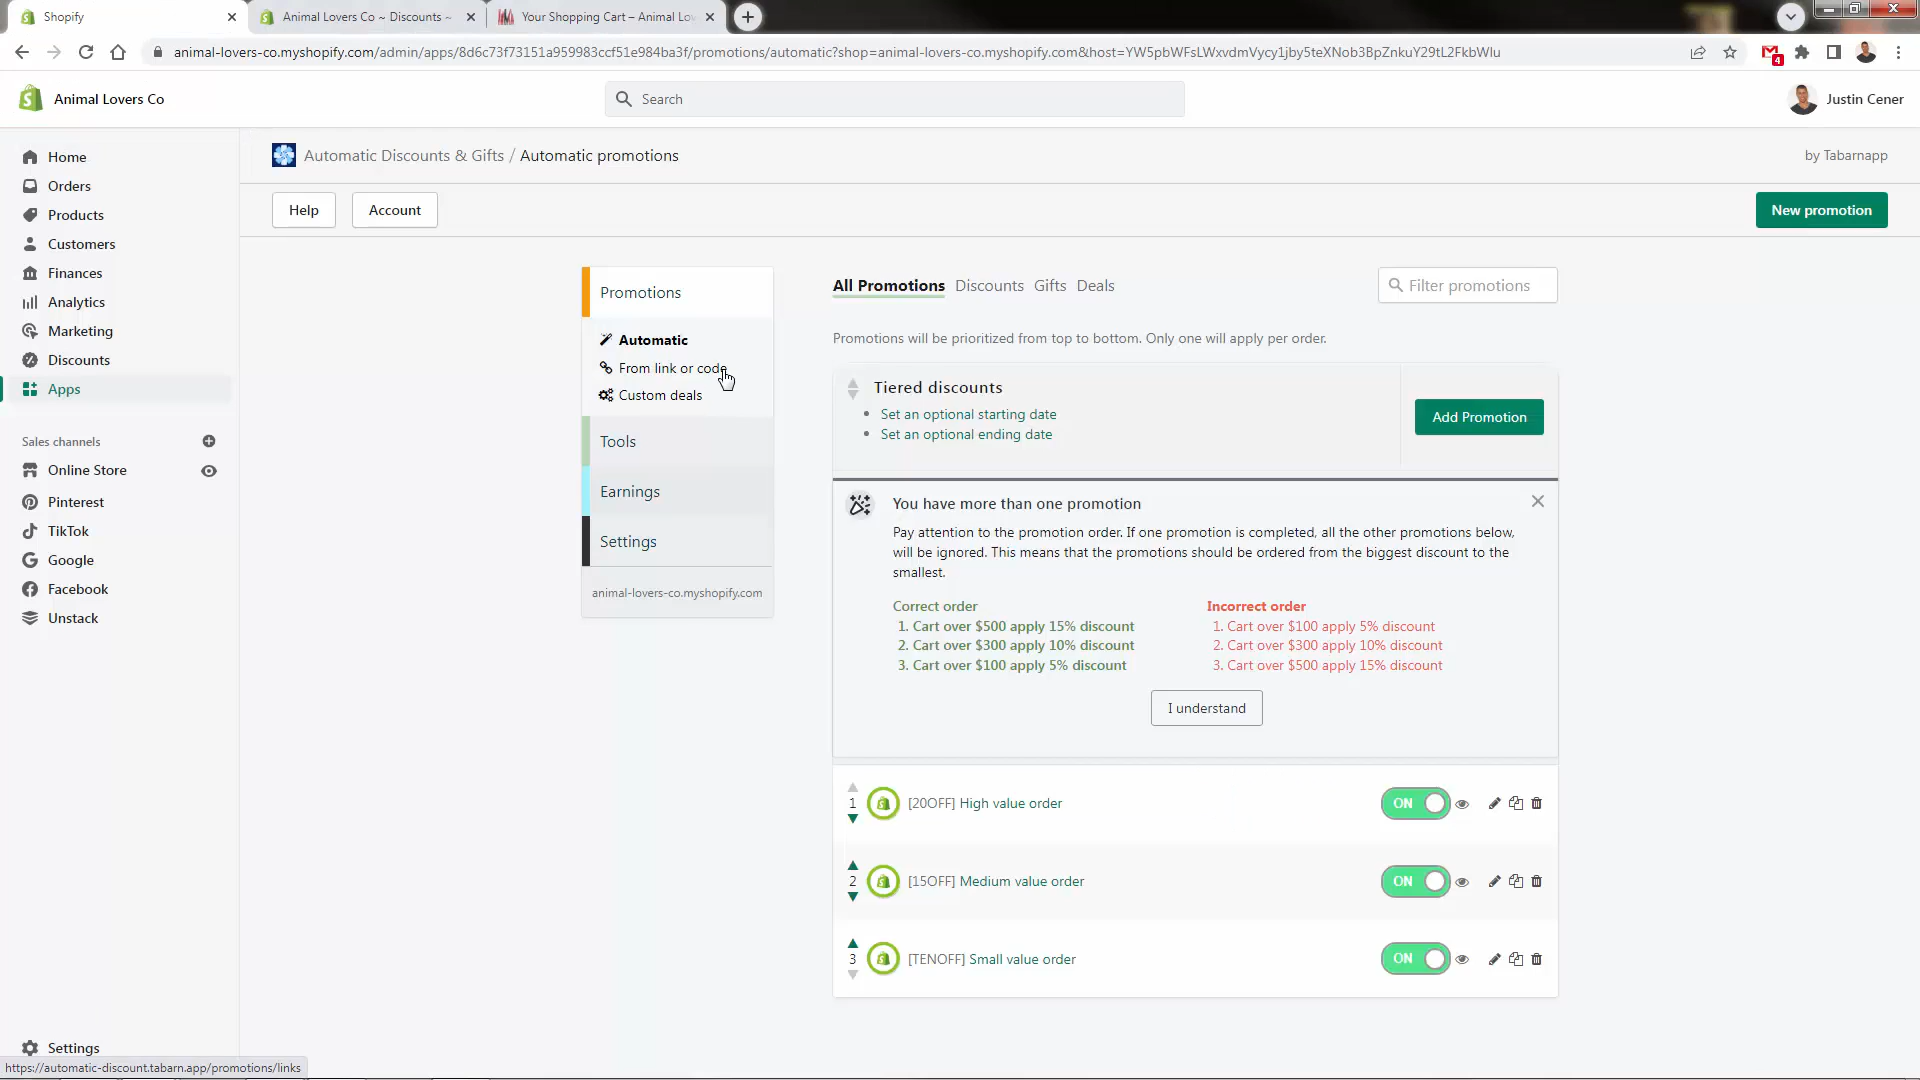 Shopify
Animal Lovers Co ~ Discounts ~
Your Shopping Cart – Animal Lo
animal-lovers-co.myshopify.com/admin/apps/8d6c73f73151a959983ccf51e984ba3f/promotions/automatic?shop=animal-lovers-co.myshopify.com&host=YW5pbWFsLWxvdmVycy1jby5teXNob3BpZnkuY29tL2FkbWlu
4
Animal Lovers Co
Search
Justin Cener
Home
Orders
Products
Customers
Finances
Analytics
Marketing
Discounts
Apps
Sales channels
Online Store
Pinterest
TikTok
Google
Facebook
Unstack
Settings
https://automatic-discount.tabarn.app/promotions/links
Automatic Discounts & Gifts / Automatic promotions
by Tabarnapp
Help
Account
New promotion
Promotions
Automatic
From link or code
Custom deals
Tools
Earnings
Settings
animal-lovers-co.myshopify.com
All Promotions Discounts Gifts Deals
Filter promotions
Promotions will be prioritized from top to bottom. Only one will apply per order.
Tiered discounts
• Set an optional starting date
• Set an optional ending date
Add Promotion
You have more than one promotion
Pay attention to the promotion order. If one promotion is completed, all the other promotions below,
will be ignored. This means that the promotions should be ordered from the biggest discount to the
smallest.
Correct order
1. Cart over $500 apply 15% discount
2. Cart over $300 apply 10% discount
3. Cart over $100 apply 5% discount
Incorrect order
1. Cart over $100 apply 5% discount
2. Cart over $300 apply 10% discount
3. Cart over $500 apply 15% discount
I understand
1 [20OFF] High value order ON
2 [15OFF] Medium value order ON
3 [TENOFF] Small value order ON